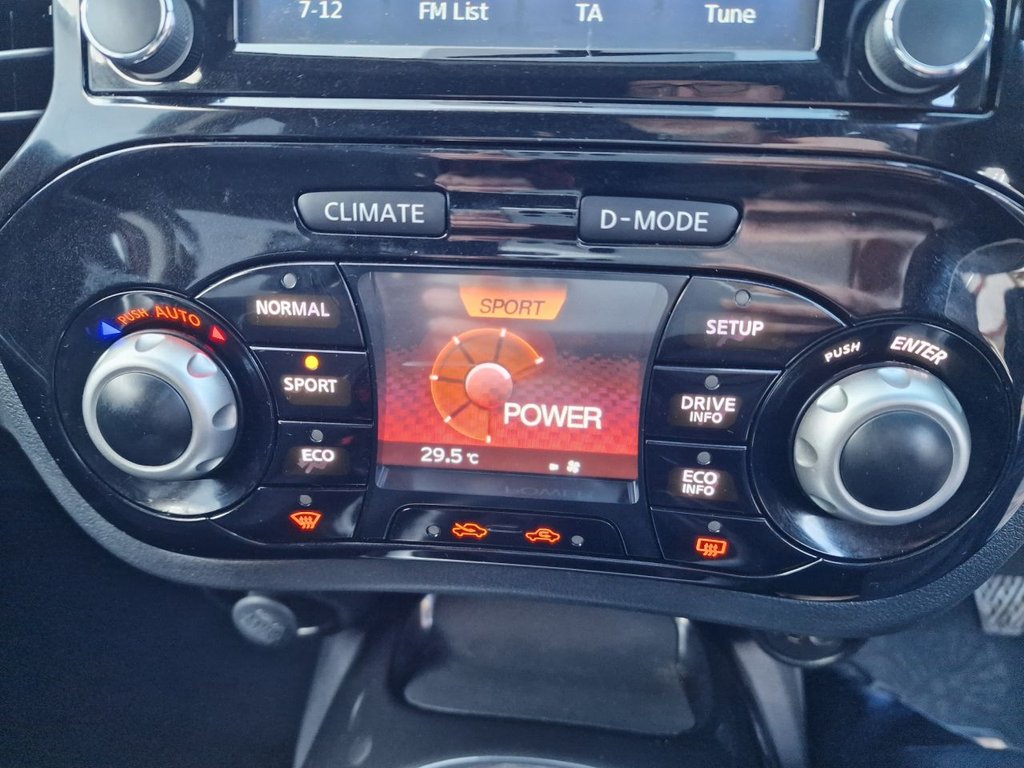 7-12 FM List TA Tune
CLIMATE D-MODE
PUSH AUTO
NORMAL
SPORT
SETUP
PUSH ENTER
SPORT
DRIVE
INFO
POWER
ECO
29.5 °C
ECO
INFO